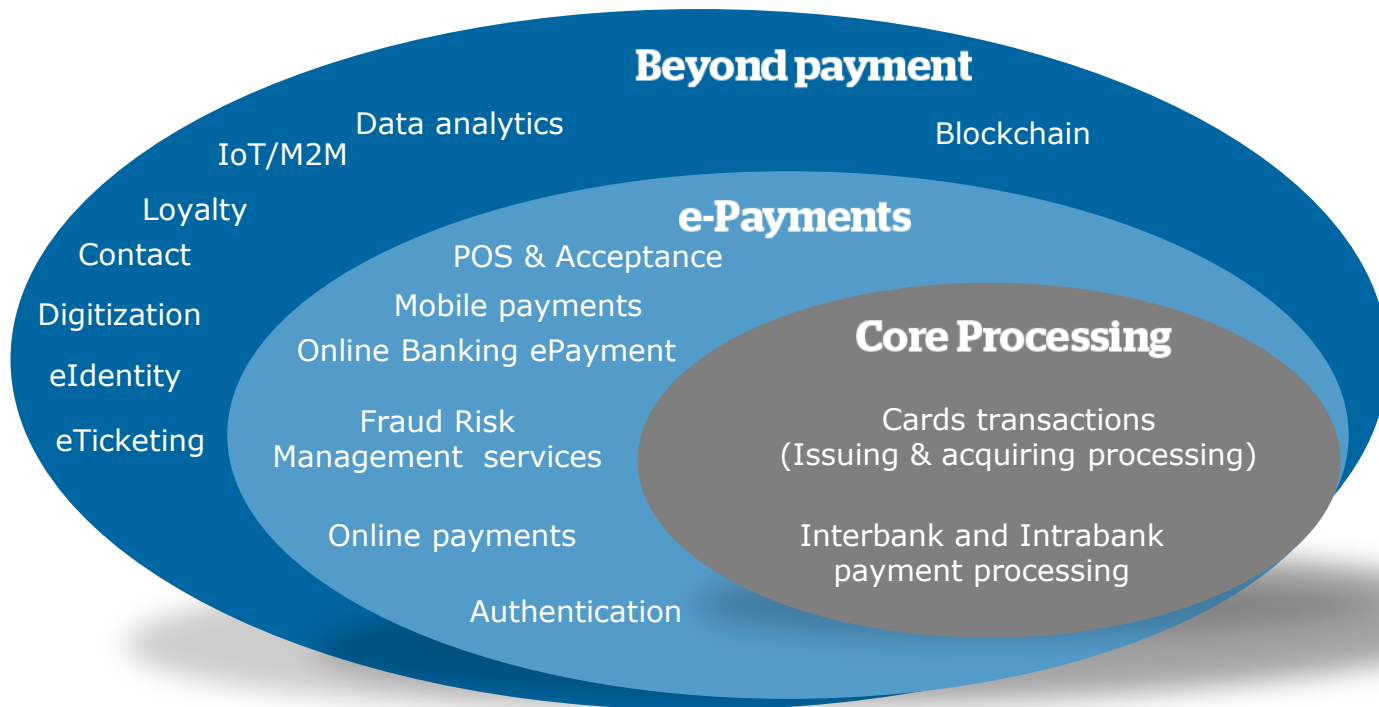 Beyond payment
Data analytics
Blockchain
IoT/M2M
Loyalty
Contact
Digitization
eIdentity
eTicketing
e-Payments
POS & Acceptance
Mobile payments
Online Banking ePayment
Fraud Risk
Management services
Online payments
Authentication
Core Processing
Cards transactions
(Issuing & acquiring processing)
Interbank and Intrabank
payment processing